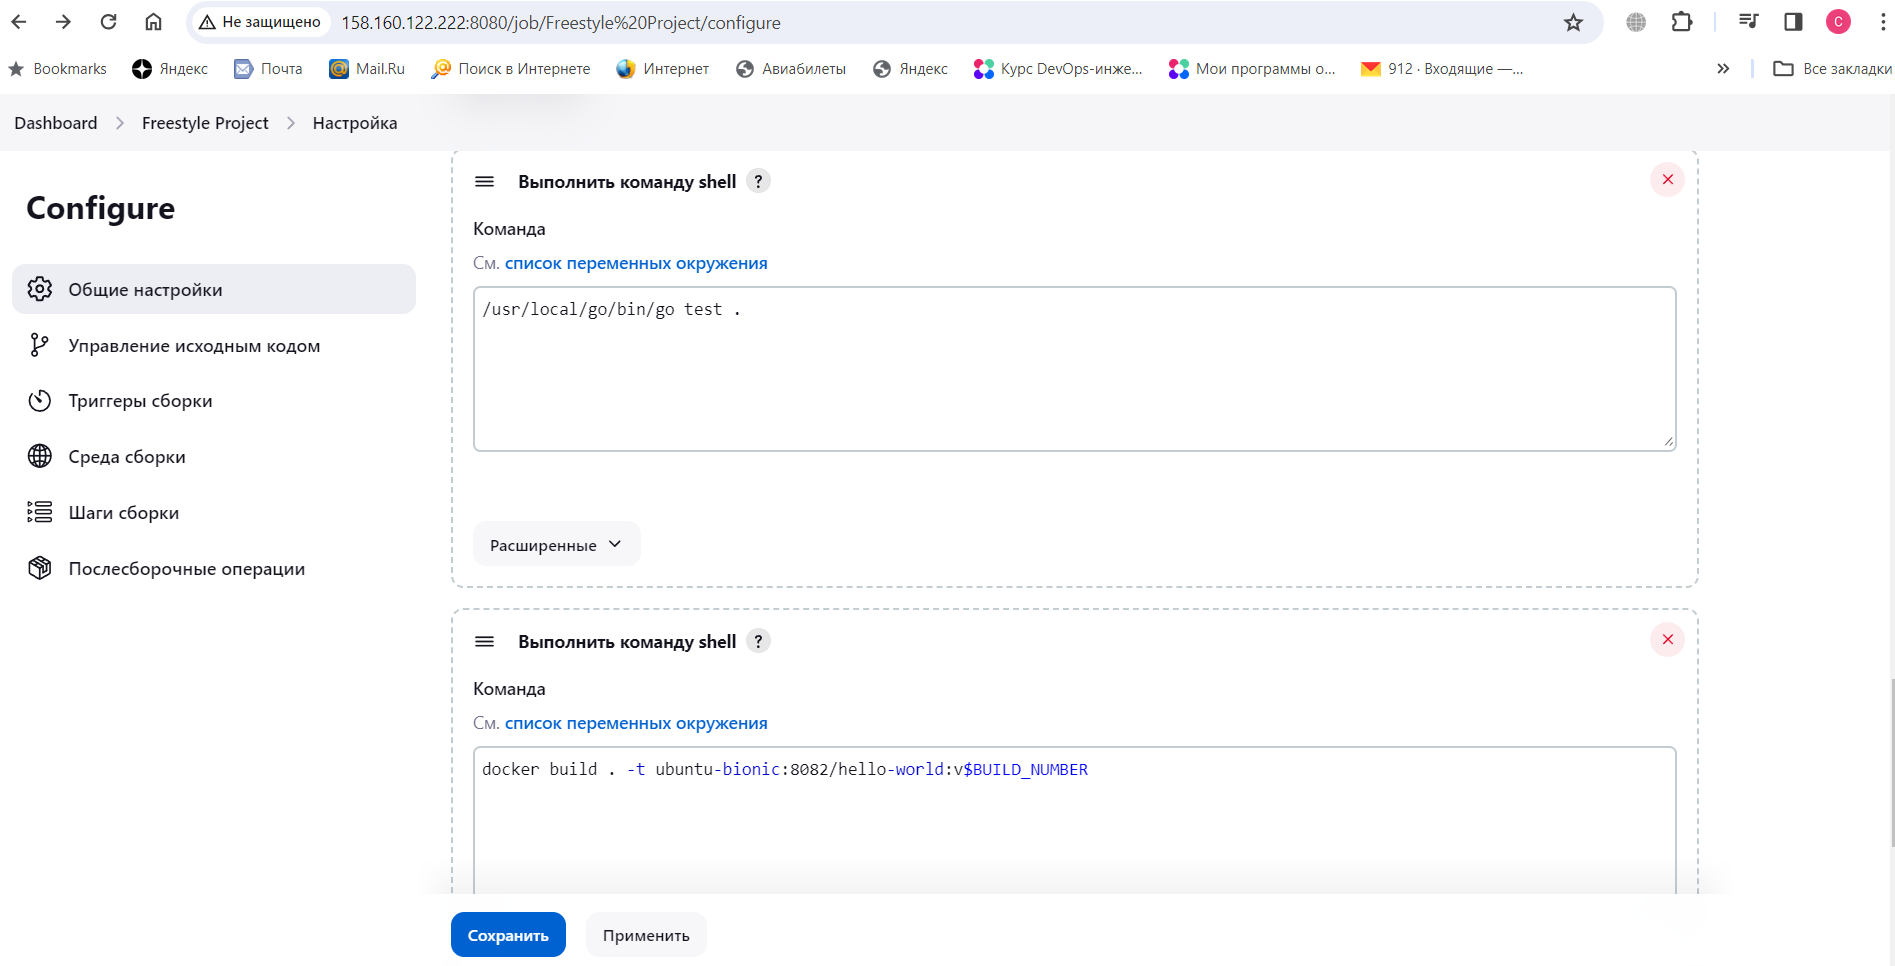 Не защищено 158.160.122.222:8080/job/Freestyle%20Project/configure C
Bookmarks Яндекс Почта Mail.Ru Поиск в Интернете Интернет Авиабилеты Яндекс Курс DevOps-инже... Мои программы о... 912 · Входящие —... » Все закладки
Dashboard Freestyle Project Настройка
Configure
Общие настройки
Управление исходным кодом
Триггеры сборки
Среда сборки
Шаги сборки
Послесборочные операции
Выполнить команду shell ?
Команда
См. список переменных окружения
/usr/local/go/bin/go test .
Расширенные
Выполнить команду shell ?
Команда
См. список переменных окружения
docker build . -t ubuntu-bionic:8082/hello-world:v$BUILD_NUMBER
Сохранить Применить